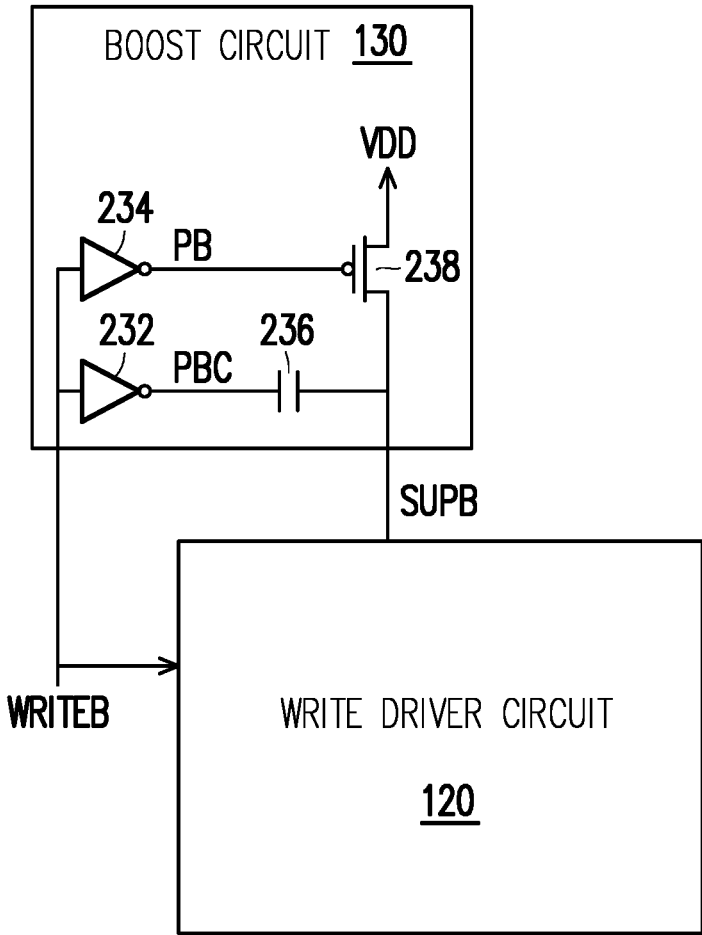 BOOST CIRCUIT 130
VDD
234
PB
238
232
PBC
236
SUPB
WRITEB
WRITE DRIVER CIRCUIT
120